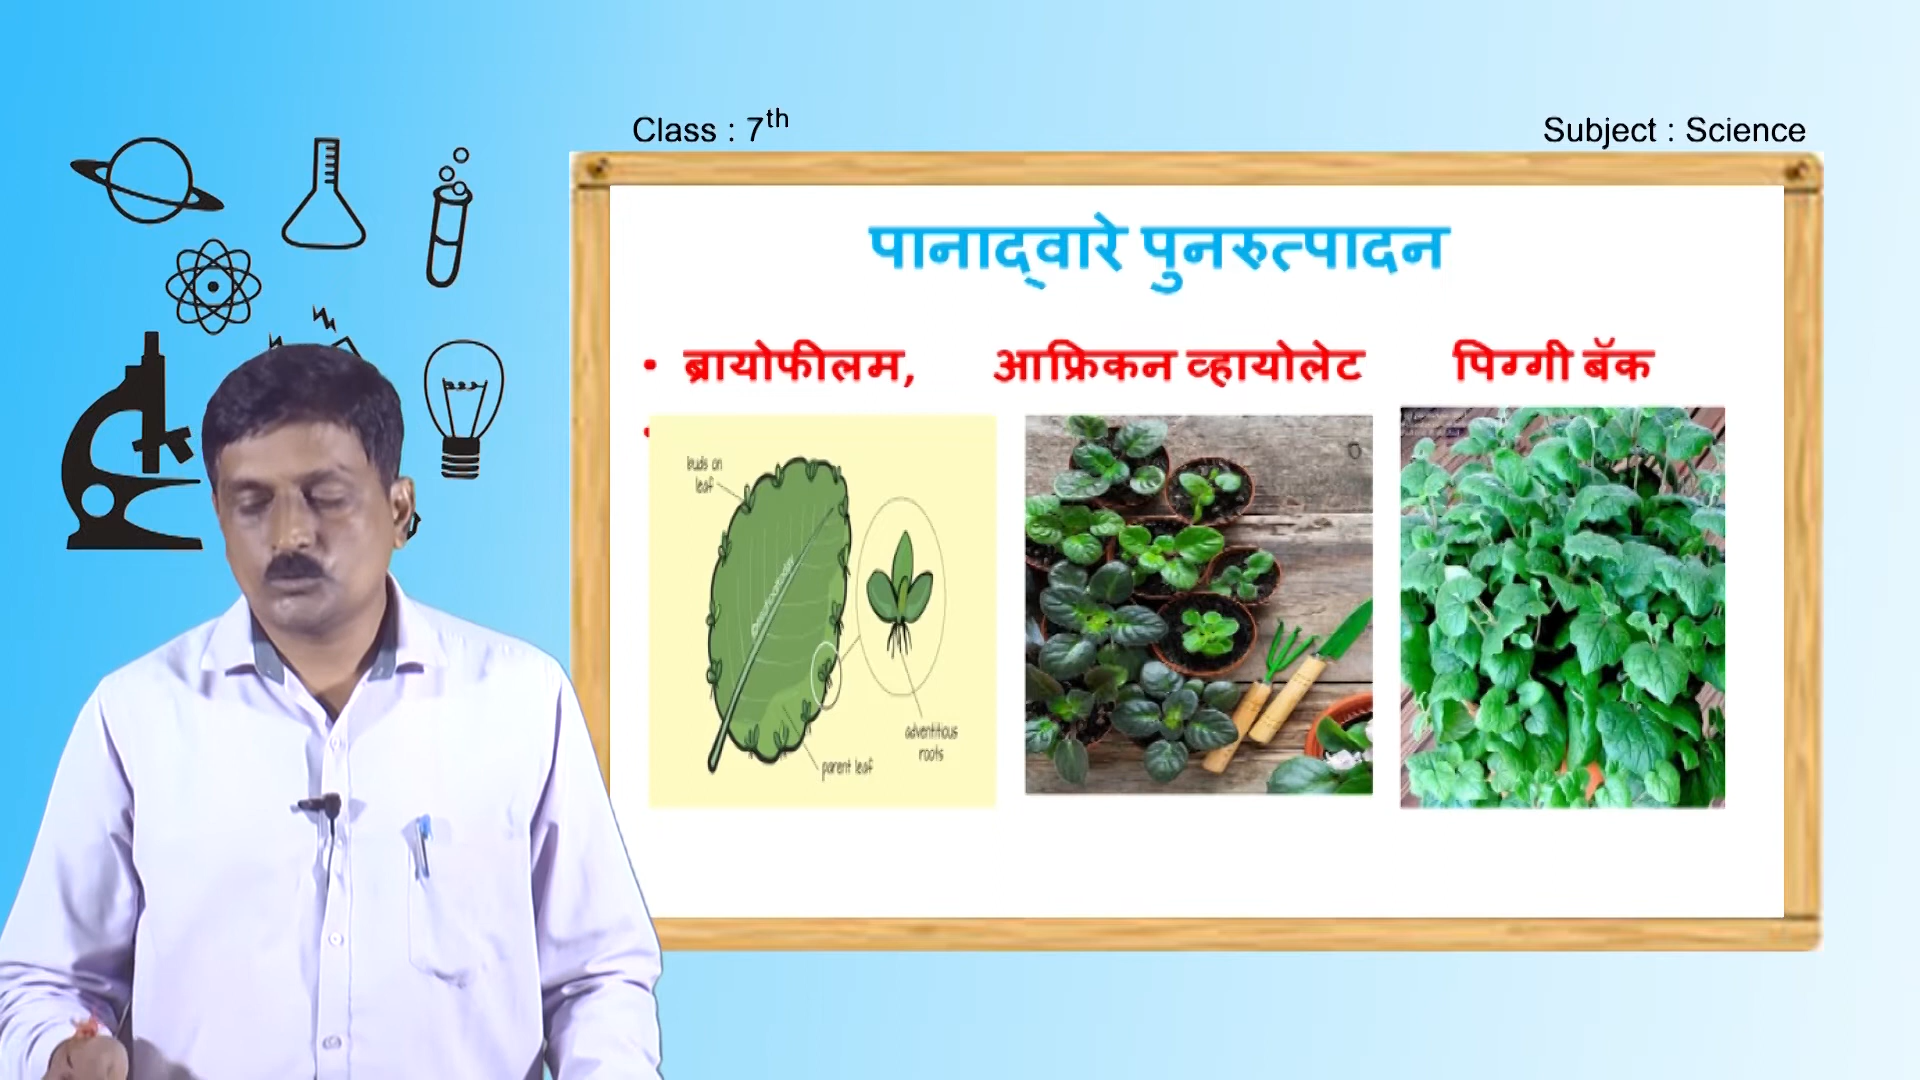 Class : 7th
Subject : Science
पानाद्वारे पुनरुत्पादन
• ब्रायोफीलम, आफ्रिकन व्हायोलेट पिग्गी बॅक
buds on
leaf
adventitious
roots
parent leaf